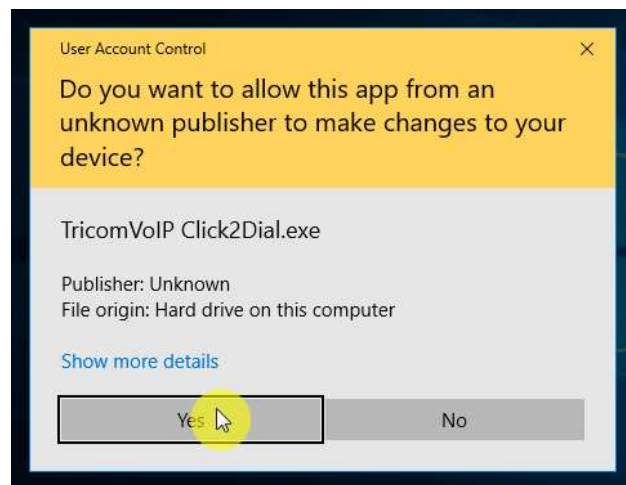 User Account Control
Do you want to allow this app from an
unknown publisher to make changes to your
device?
TricomVoIP Click2Dial.exe
Publisher: Unknown
File origin: Hard drive on this computer
Show more details
Yes
No